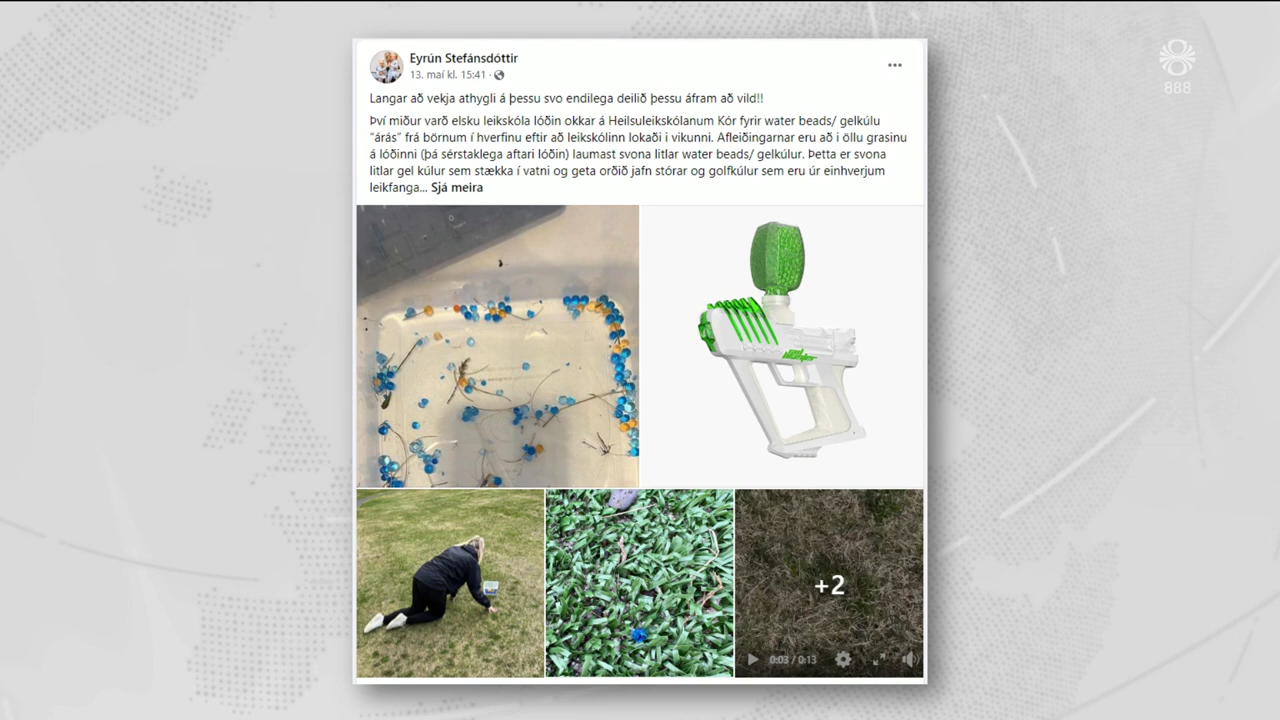 888
Eyrún Stefánsdóttir
13. maí kl. 15:41 ·
Langar að vekja athygli á þessu svo endilega deilið þessu áfram að vild!!
Því miður varð elsku leikskóla lóðin okkar á Heilsuleikskólanum Kór fyrir water beads/ gelkúlu
"árás" frá börnum í hverfinu eftir að leikskólinn lokaði i vikunni. Afleiðingarnar eru að i öllu grasinu
á lóðinni (þá sérstaklega aftari lóðin) laumast svona litlar water beads/ gelkúlur. Þetta er svona
litlar gel kúlur sem stækka í vatni og geta orðið jafn stórar og golfkúlur sem eru úr einhverjum
leikfanga... Sjá meira
+2
0:03 / 0:13